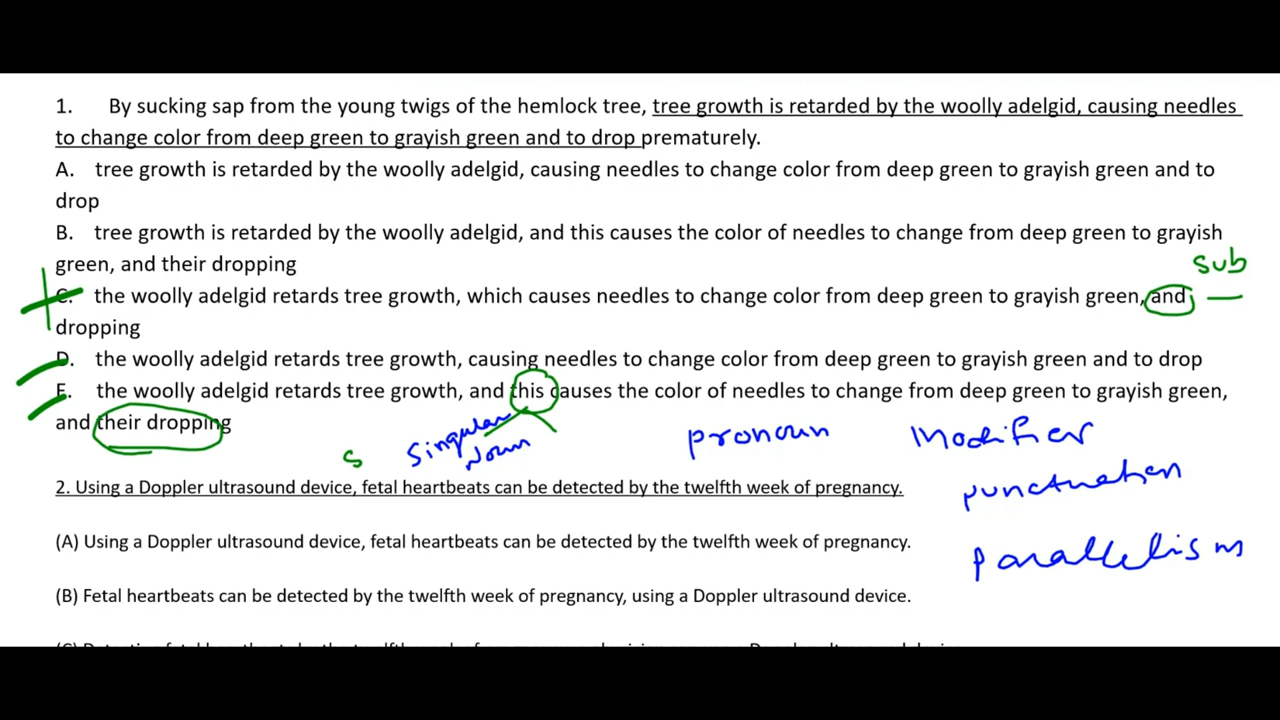 1. By sucking sap from the young twigs of the hemlock tree, tree growth is retarded by the woolly adelgid, causing needles
to change color from deep green to grayish green and to drop prematurely.
A. tree growth is retarded by the woolly adelgid, causing needles to change color from deep green to grayish green and to
drop
B. tree growth is retarded by the woolly adelgid, and this causes the color of needles to change from deep green to grayish
green, and their dropping
sub
C. the woolly adelgid retards tree growth, which causes needles to change color from deep green to grayish green, and
dropping
D. the woolly adelgid retards tree growth, causing needles to change color from deep green to grayish green and to drop
E. the woolly adelgid retards tree growth, and this causes the color of needles to change from deep green to grayish green,
and their dropping
S
Singular
Noun
pronoun
Modifier
2. Using a Doppler ultrasound device, fetal heartbeats can be detected by the twelfth week of pregnancy.
punctuation
(A) Using a Doppler ultrasound device, fetal heartbeats can be detected by the twelfth week of pregnancy.
parallelism
(B) Fetal heartbeats can be detected by the twelfth week of pregnancy, using a Doppler ultrasound device.